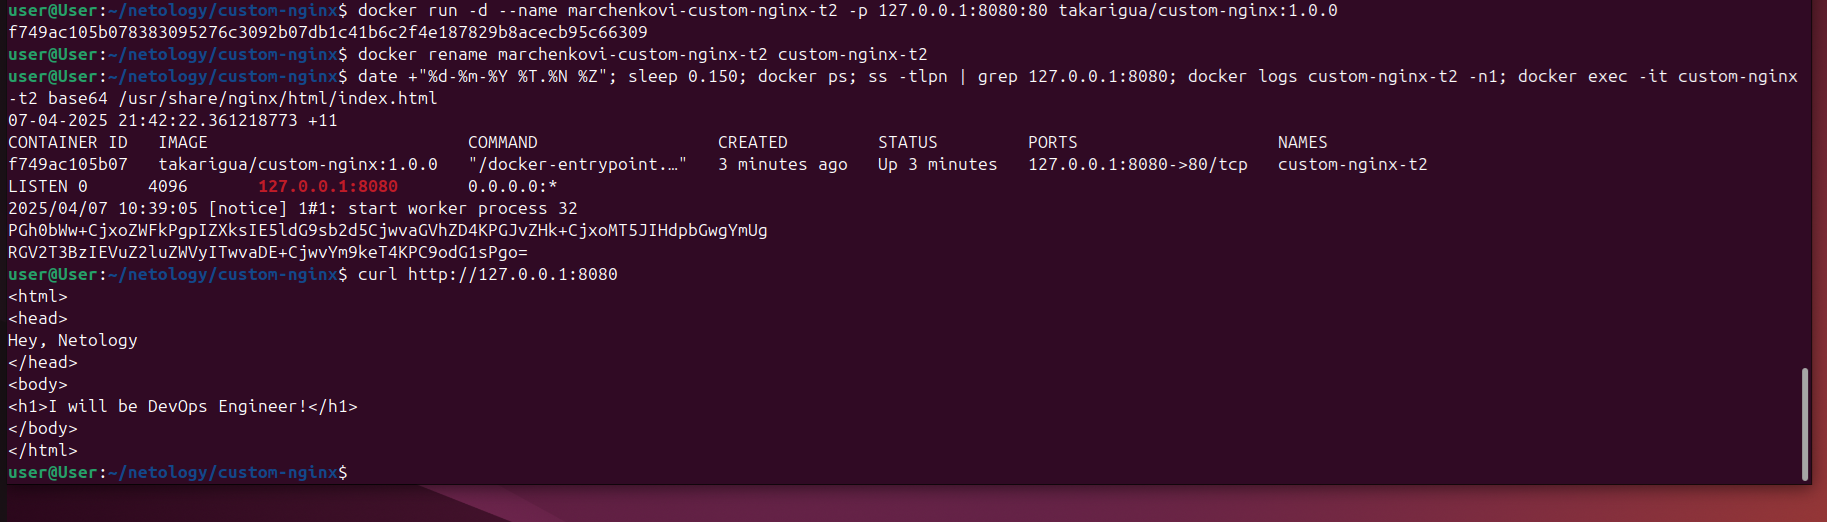 user@User:~/netology/custom-nginx$ docker run -d --name marchenkovi-custom-nginx-t2 -p 127.0.0.1:8080:80 takarigua/custom-nginx:1.0.0
f749ac105b078383095276c3092b07db1c41b6c2f4e187829b8acecb95c66309
user@User:~/netology/custom-nginx$ docker rename marchenkovi-custom-nginx-t2 custom-nginx-t2
user@User:~/netology/custom-nginx$ date +"%d-%m-%Y %T.%N %Z"; sleep 0.150; docker ps; ss -tlpn | grep 127.0.0.1:8080; docker logs custom-nginx-t2 -n1; docker exec -it custom-nginx
-t2 base64 /usr/share/nginx/html/index.html
07-04-2025 21:42:22.361218773 +11
CONTAINER ID   IMAGE                          COMMAND                  CREATED         STATUS         PORTS                    NAMES
f749ac105b07   takarigua/custom-nginx:1.0.0   "/docker-entrypoint.…"   3 minutes ago   Up 3 minutes   127.0.0.1:8080->80/tcp   custom-nginx-t2
LISTEN 0      4096       127.0.0.1:8080       0.0.0.0:*
2025/04/07 10:39:05 [notice] 1#1: start worker process 32
PGh0bWw+CjxoZWFkPgpIZXksIE5ldG9sb2d5CjwvaGVhZD4KPGJvZHk+CjxoMT5JIHdpbGwgYmUg
RGV2T3BzIEVuZ2luZWVyITwvaDE+CjwvYm9keT4KPC9odG1sPgo=
user@User:~/netology/custom-nginx$ curl http://127.0.0.1:8080
<html>
<head>
Hey, Netology
</head>
<body>
<h1>I will be DevOps Engineer!</h1>
</body>
</html>
user@User:~/netology/custom-nginx$